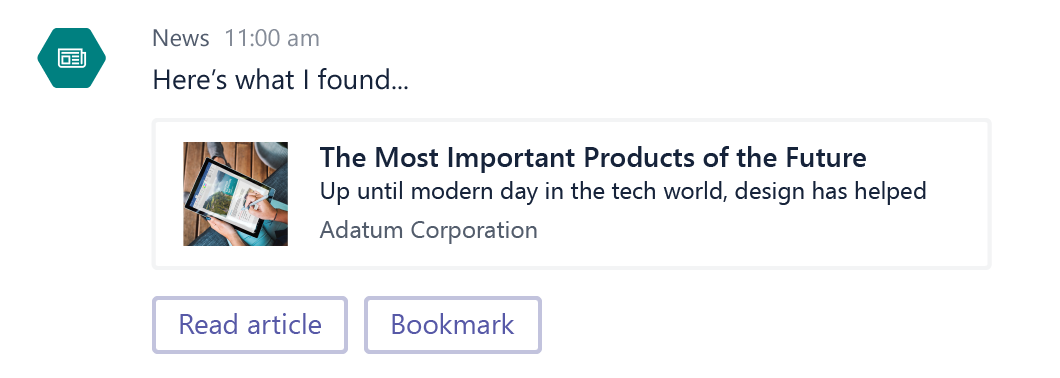 News 11:00 am
Here’s what I found...
The Most Important Products of the Future
Up until modern day in the tech world, design has helped
Adatum Corporation
Read article Bookmark